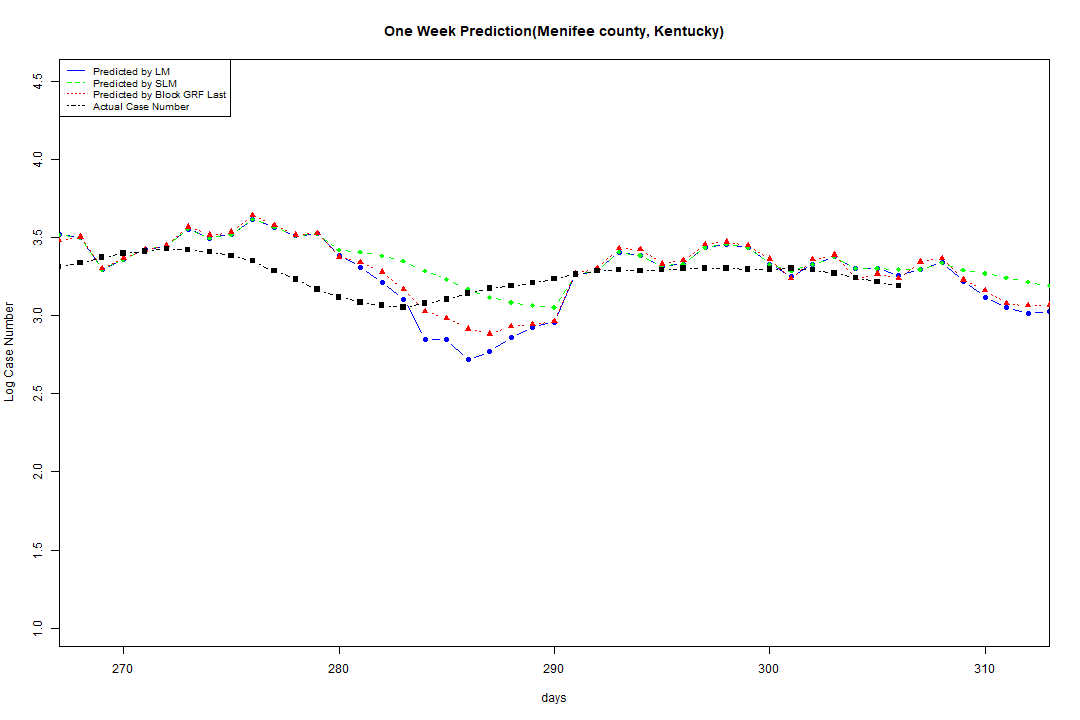 One Week Prediction(Menifee county, Kentucky)
Predicted by LM
Predicted by SLM
Predicted by Block GRF Last
Actual Case Number
4.5
4.0
3.5
3.0
2.5
2.0
1.5
1.0
Log Case Number
270 280 290 300 310
days